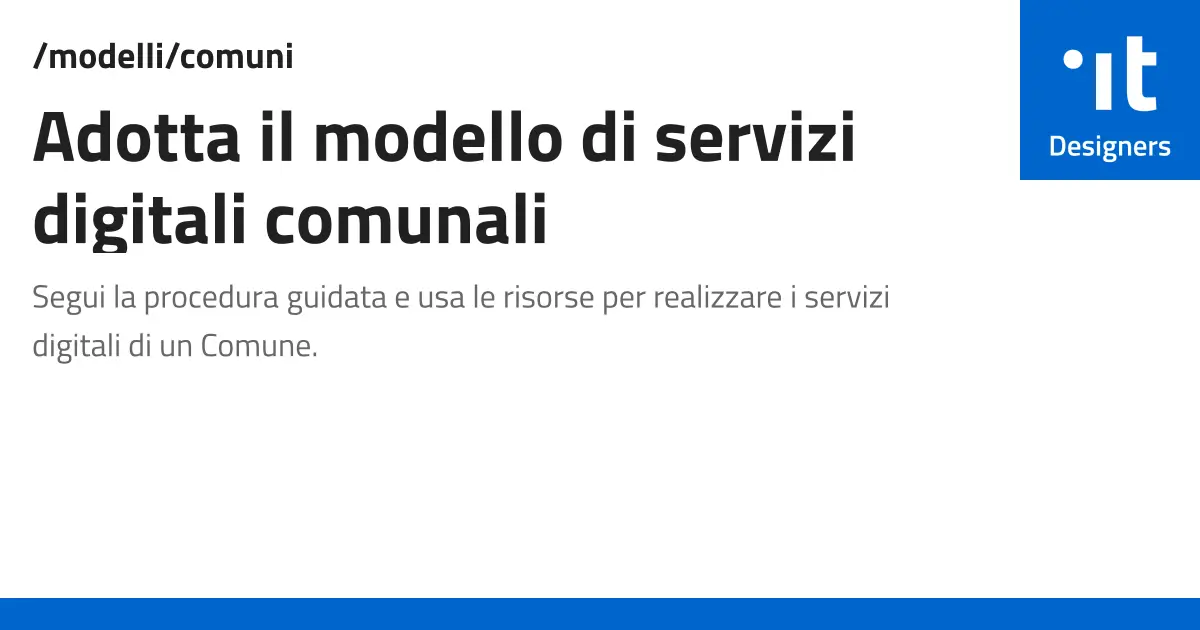 /modelli/comuni
Adotta il modello di servizi
digitali comunali
Segui la procedura guidata e usa le risorse per realizzare i servizi
digitali di un Comune.
it
Designers